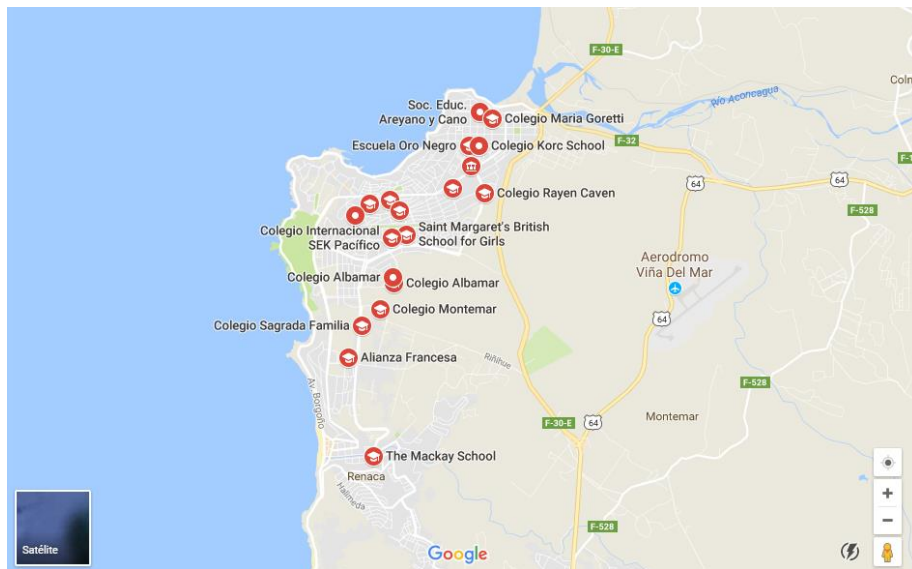 F-30-E
Río Aconcagua
Colm
Soc. Educ.
Areyano y Cano
Colegio Maria Goretti
F-32
Escuela Oro Negro
Colegio Korc School
F-1
64
64
Colegio Rayen Caven
F-528
Colegio Internacional
SEK Pacífico
Saint Margaret's British
School for Girls
Aerodromo
Viña Del Mar
Colegio Albamar
Colegio Albamar
Colegio Montemar
64
Colegio Sagrada Familia
Alianza Francesa
Riñihue
F-528
Av. Borgoño
Montemar
F-30-E
64
The Mackay School
Renaca
Halimeda
F-528
Satélite
Google